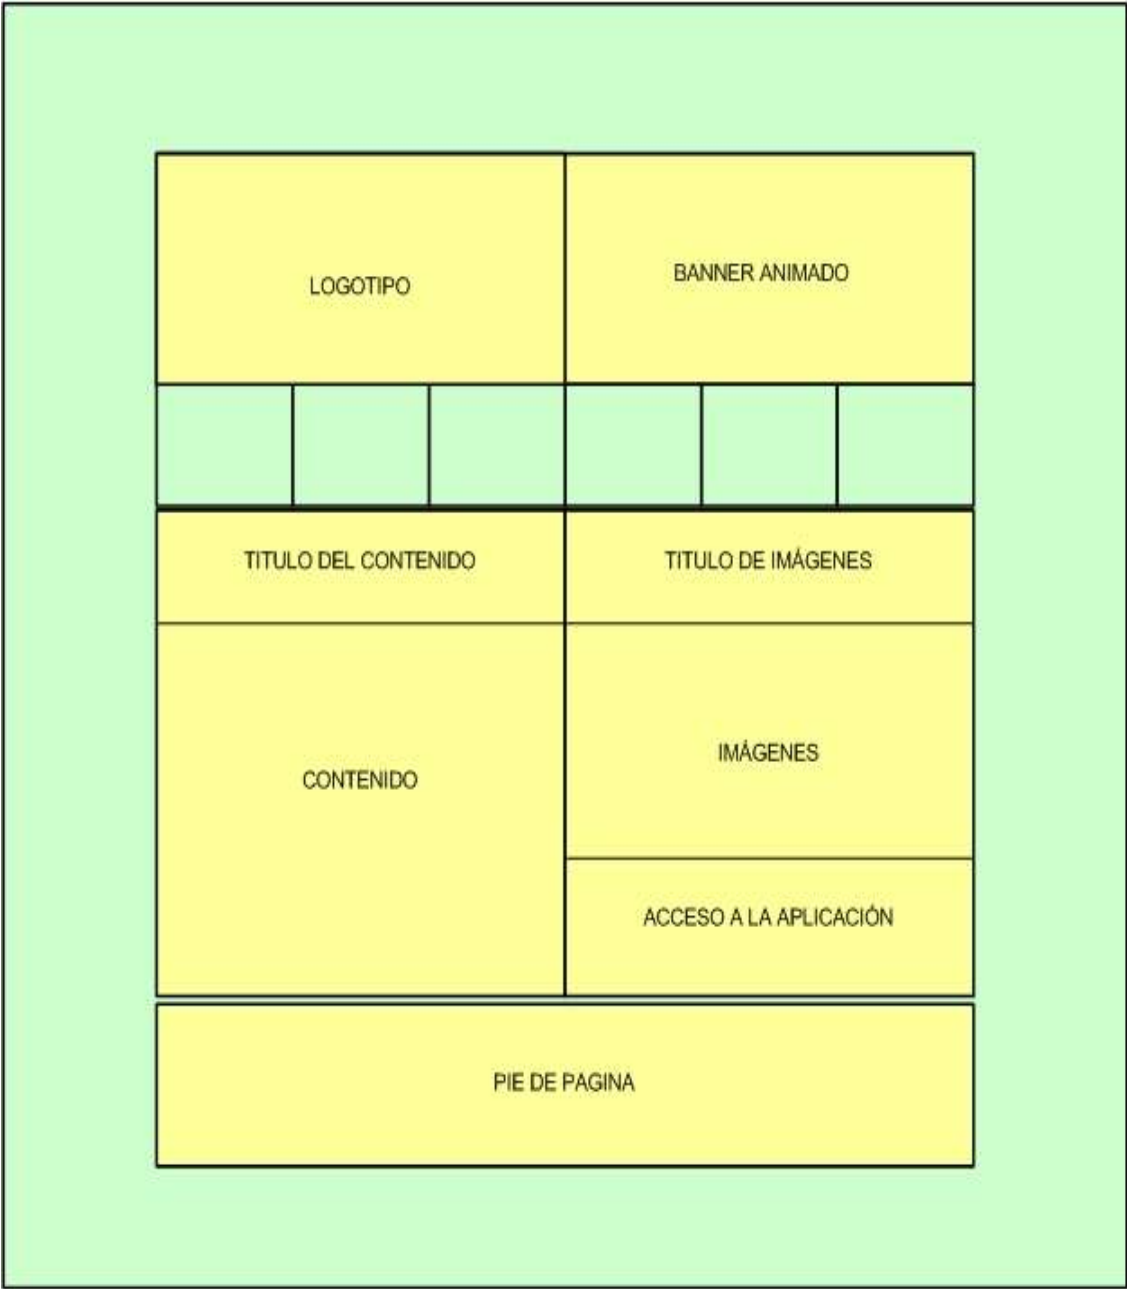 LOGOTIPO
BANNER ANIMADO
TITULO DEL CONTENIDO
TITULO DE IMÁGENES
CONTENIDO
IMÁGENES
ACCESO A LA APLICACIÓN
PIE DE PAGINA